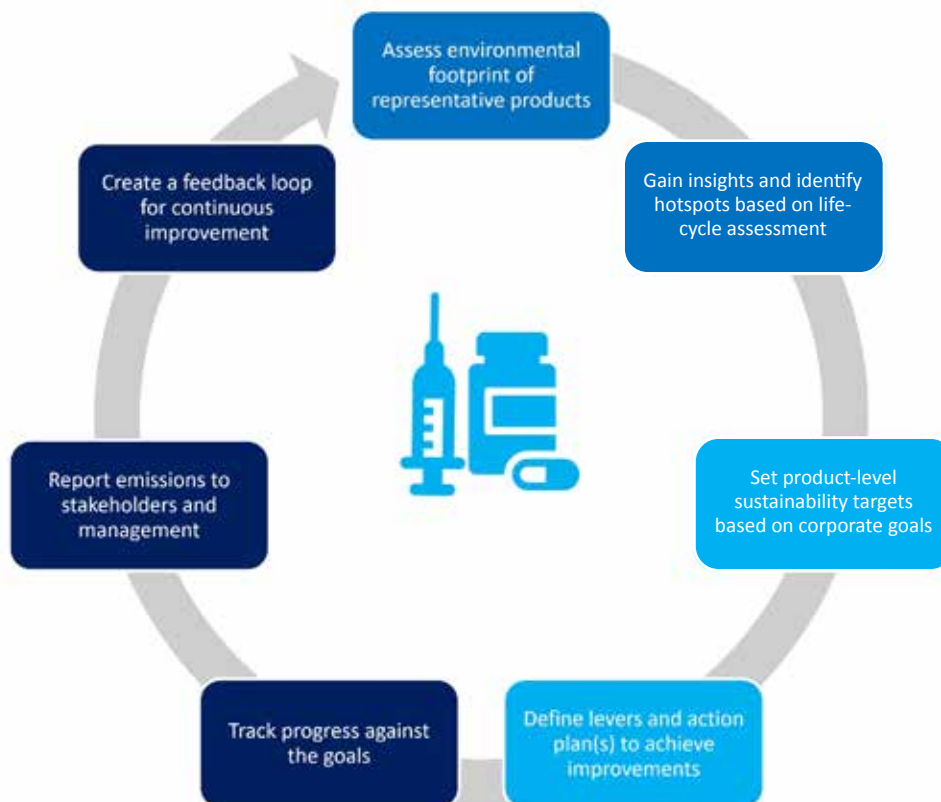 Assess environmental
footprint of
representative products
Gain insights and identify
hotspots based on life-
cycle assessment
Set product-level
sustainability targets
based on corporate goals
Define levers and action
plan(s) to achieve
improvements
Track progress against
the goals
Report emissions to
stakeholders and
management
Create a feedback loop
for continuous
improvement